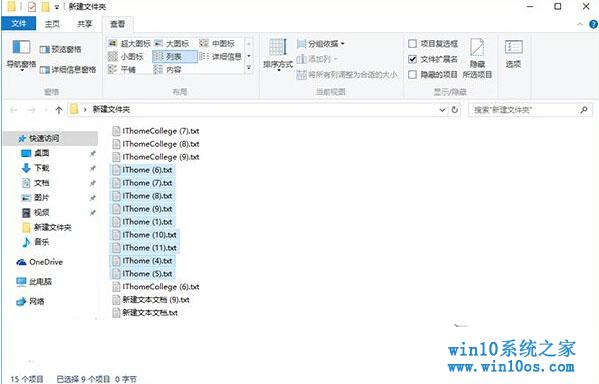 新建文件夹
文件 主页 共享 查看
导航窗格 预览窗格 详细信息窗格
超大图标 大图标 中图标
小图标 列表 详细信息
平铺 内容
排序方式 分组依据 添加列 将所有列调整为合适的大小
项目复选框 文件扩展名 隐藏的项目
隐藏所选项目
选项
窗格 布局 当前视图 显示/隐藏
新建文件夹 搜索"新建文件夹"
快速访问
桌面
下载
文档
图片
视频
新建文件夹
音乐
OneDrive
此电脑
网络
IThomeCollege (7).txt
IThomeCollege (8).txt
IThomeCollege (9).txt
IThome (6).txt
IThome (7).txt
IThome (8).txt
IThome (9).txt
IThome (1).txt
IThome (10).txt
IThome (11).txt
IThome (4).txt
IThome (5).txt
IThomeCollege (6).txt
新建文本文档 (9).txt
新建文本文档.txt
15 个项目 已选择 9 个项目 0 字节
win10系统之家
www.win10os.com